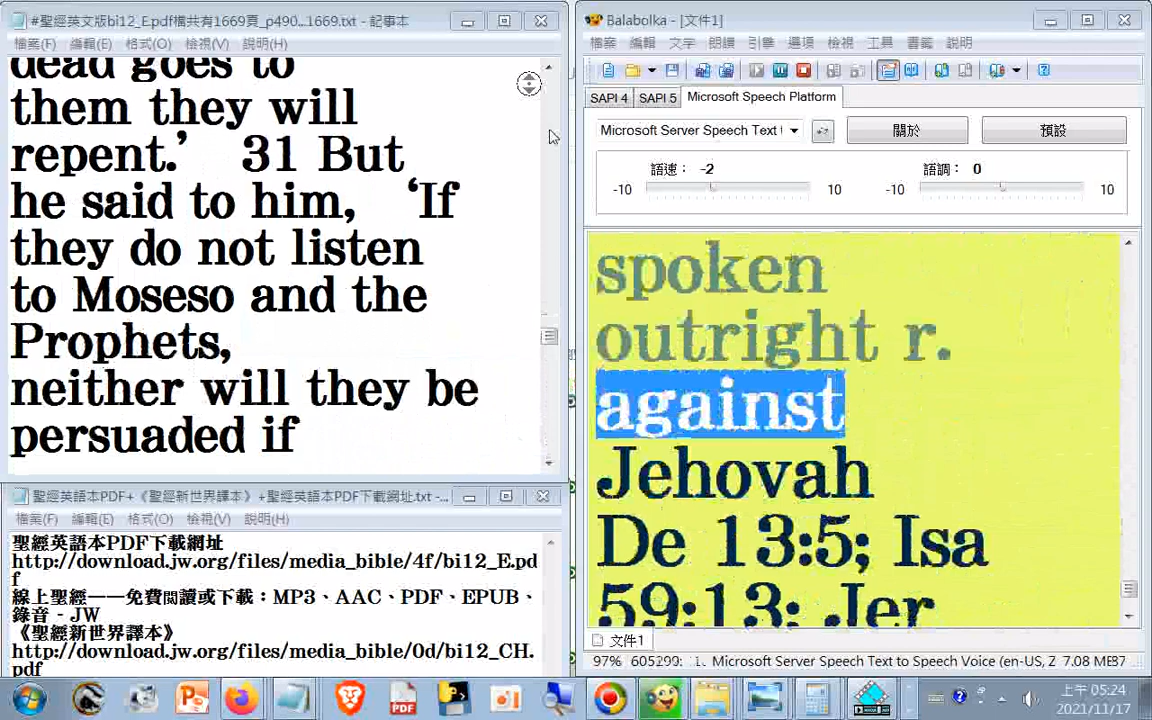 #聖經英文版bi12_Epdf檔共有1669頁_p490...1669.txt - 記事本
檔案(F) 編輯(E) 格式(O) 檢視(V) 說明(H)
dead goes to
them they will
repent.’ 31 But
he said to him, ‘If
they do not listen
to Moseso and the
Prophets,
neither will they be
persuaded if
聖經英語本PDF+《聖經新世界譯本》+聖經英語本PDF下載網址.txt -...
檔案(F) 編輯(E) 格式(O) 檢視(V) 說明(H)
聖經英語本PDF下載網址
http://download.jw.org/files/media_bible/4f/bi12_E.pd
f
線上聖經——免費閱讀或下載：MP3、AAC、PDF、EPUB、
錄音 - JW
《聖經新世界譯本》
http://download.jw.org/files/media_bible/0d/bi12_CH.
pdf
Balabolka - [文件1]
檔案 編輯 文字 朗讀 引擎 選項 檢視 工具 書籤 說明
SAPI 4 SAPI 5 Microsoft Speech Platform
Microsoft Server Speech Text 關於 預設
語速： -2 語調： 0
-10 10 -10 10
spoken
outright r.
against
Jehovah
De 13:5; Isa
59:13; Jer
文件1
97% 605299: 1. Microsoft Server Speech Text to Speech Voice (en-US, Z 7.08 MB
上午 05:24
2021/11/17